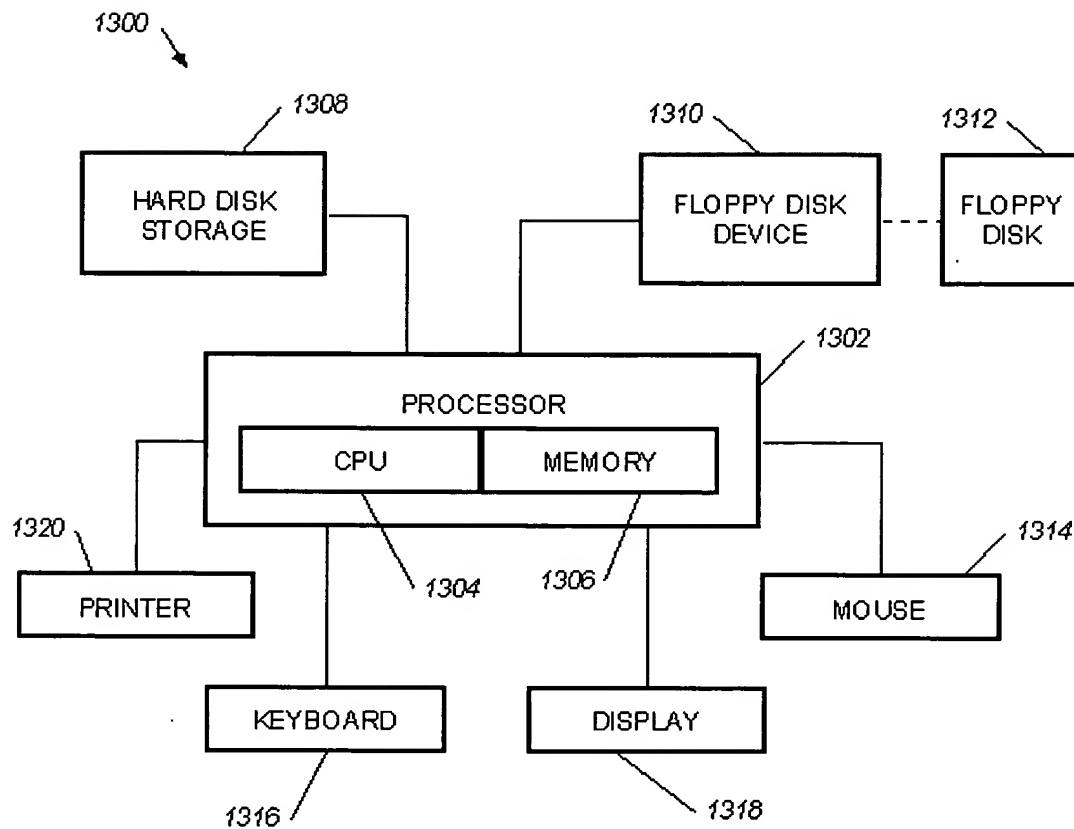 1300
1308
1310
1312
HARD DISK
STORAGE
FLOPPY DISK
DEVICE
FLOPPY
DISK
1302
PROCESSOR
CPU
MEMORY
1320
1304
1306
1314
PRINTER
MOUSE
KEYBOARD
DISPLAY
1316
1318